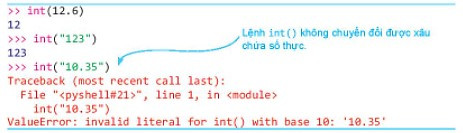 >> int(12.6)
12
>>> int("123")
123
>>> int("10.35")
Lệnh int() không chuyển đổi được xâu
chứa số thực.
Traceback (most recent call last):
File "<pyshell#21>", line 1, in <module>
int("10.35")
ValueError: invalid literal for int() with base 10: '10.35'